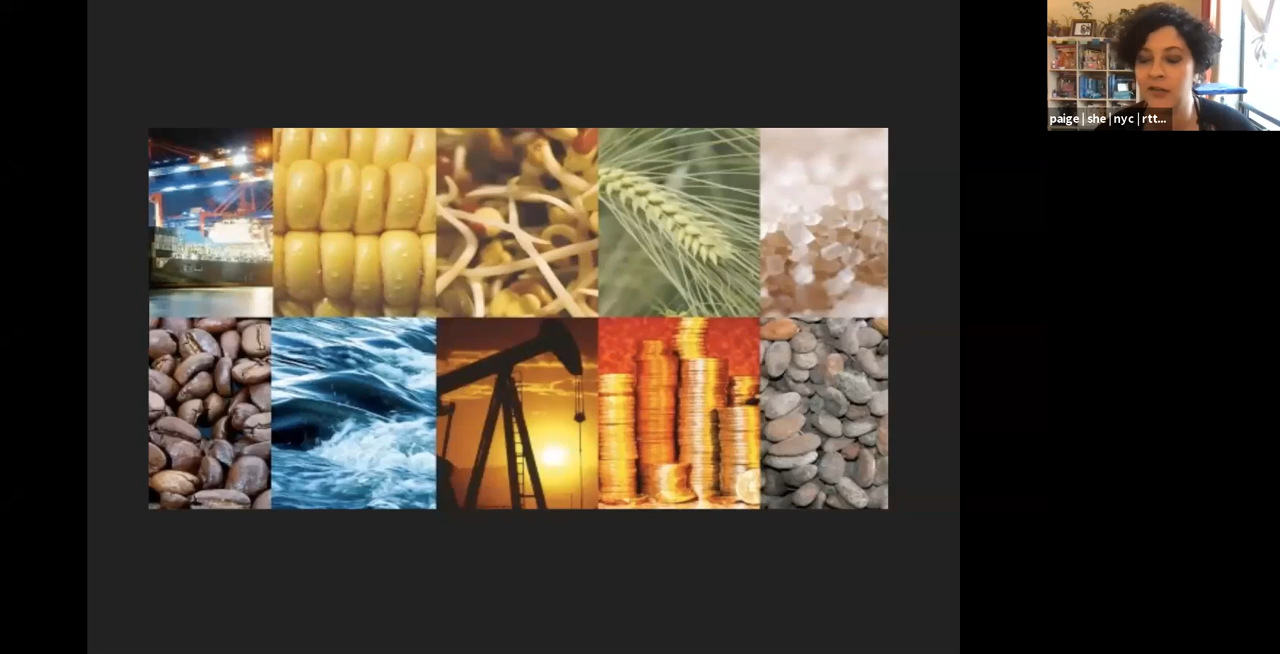 paige | she | nyc | rtt...